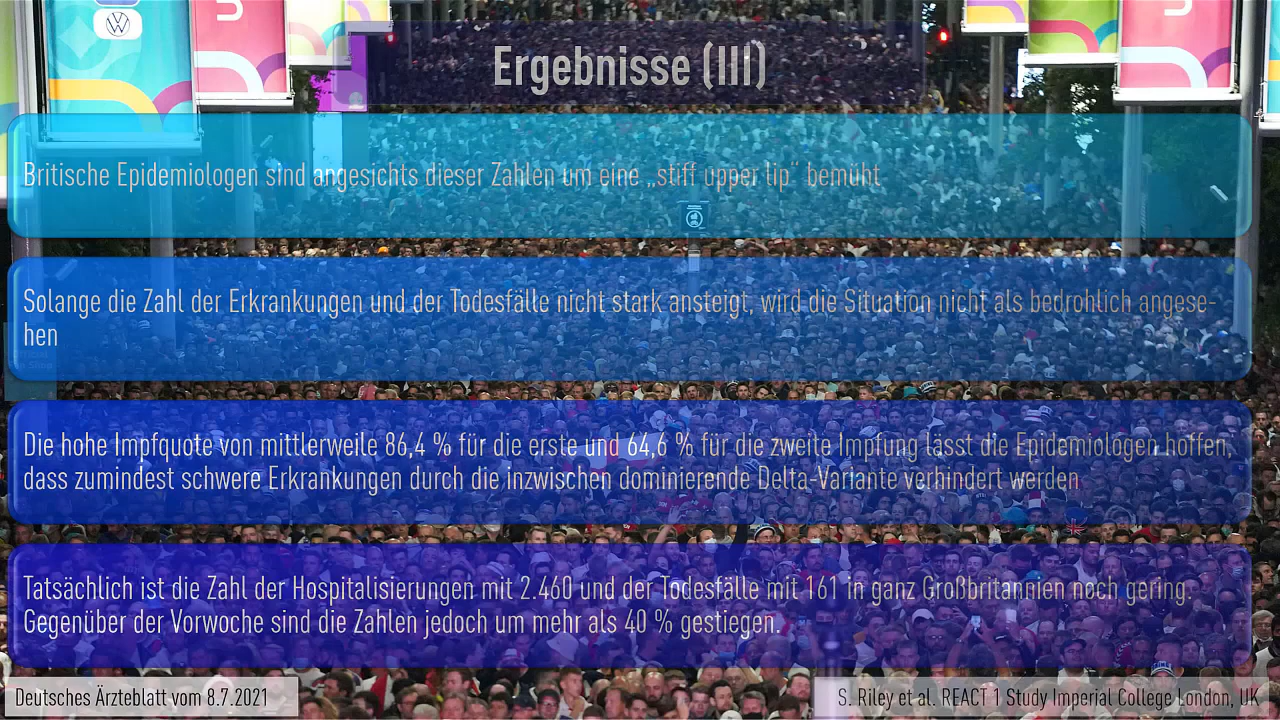 Ergebnisse (III)
Britische Epidemiologen sind angesichts dieser Zahlen um eine „stiff upper lip“ bemüht
Solange die Zahl der Erkrankungen und der Todesfälle nicht stark ansteigt, wird die Situation nicht als bedrohlich angese-
hen
Die hohe Impfquote von mittlerweile 86,4 % für die erste und 64,6 % für die zweite Impfung lässt die Epidemiologen hoffen,
dass zumindest schwere Erkrankungen durch die inzwischen dominierende Delta-Variante verhindert werden
Tatsächlich ist die Zahl der Hospitalisierungen mit 2.460 und der Todesfälle mit 161 in ganz Großbritannien noch gering.
Gegenüber der Vorwoche sind die Zahlen jedoch um mehr als 40 % gestiegen.
Deutsches Ärzteblatt vom 8.7.2021
S. Riley et al. REACT 1 Study Imperial College London, UK